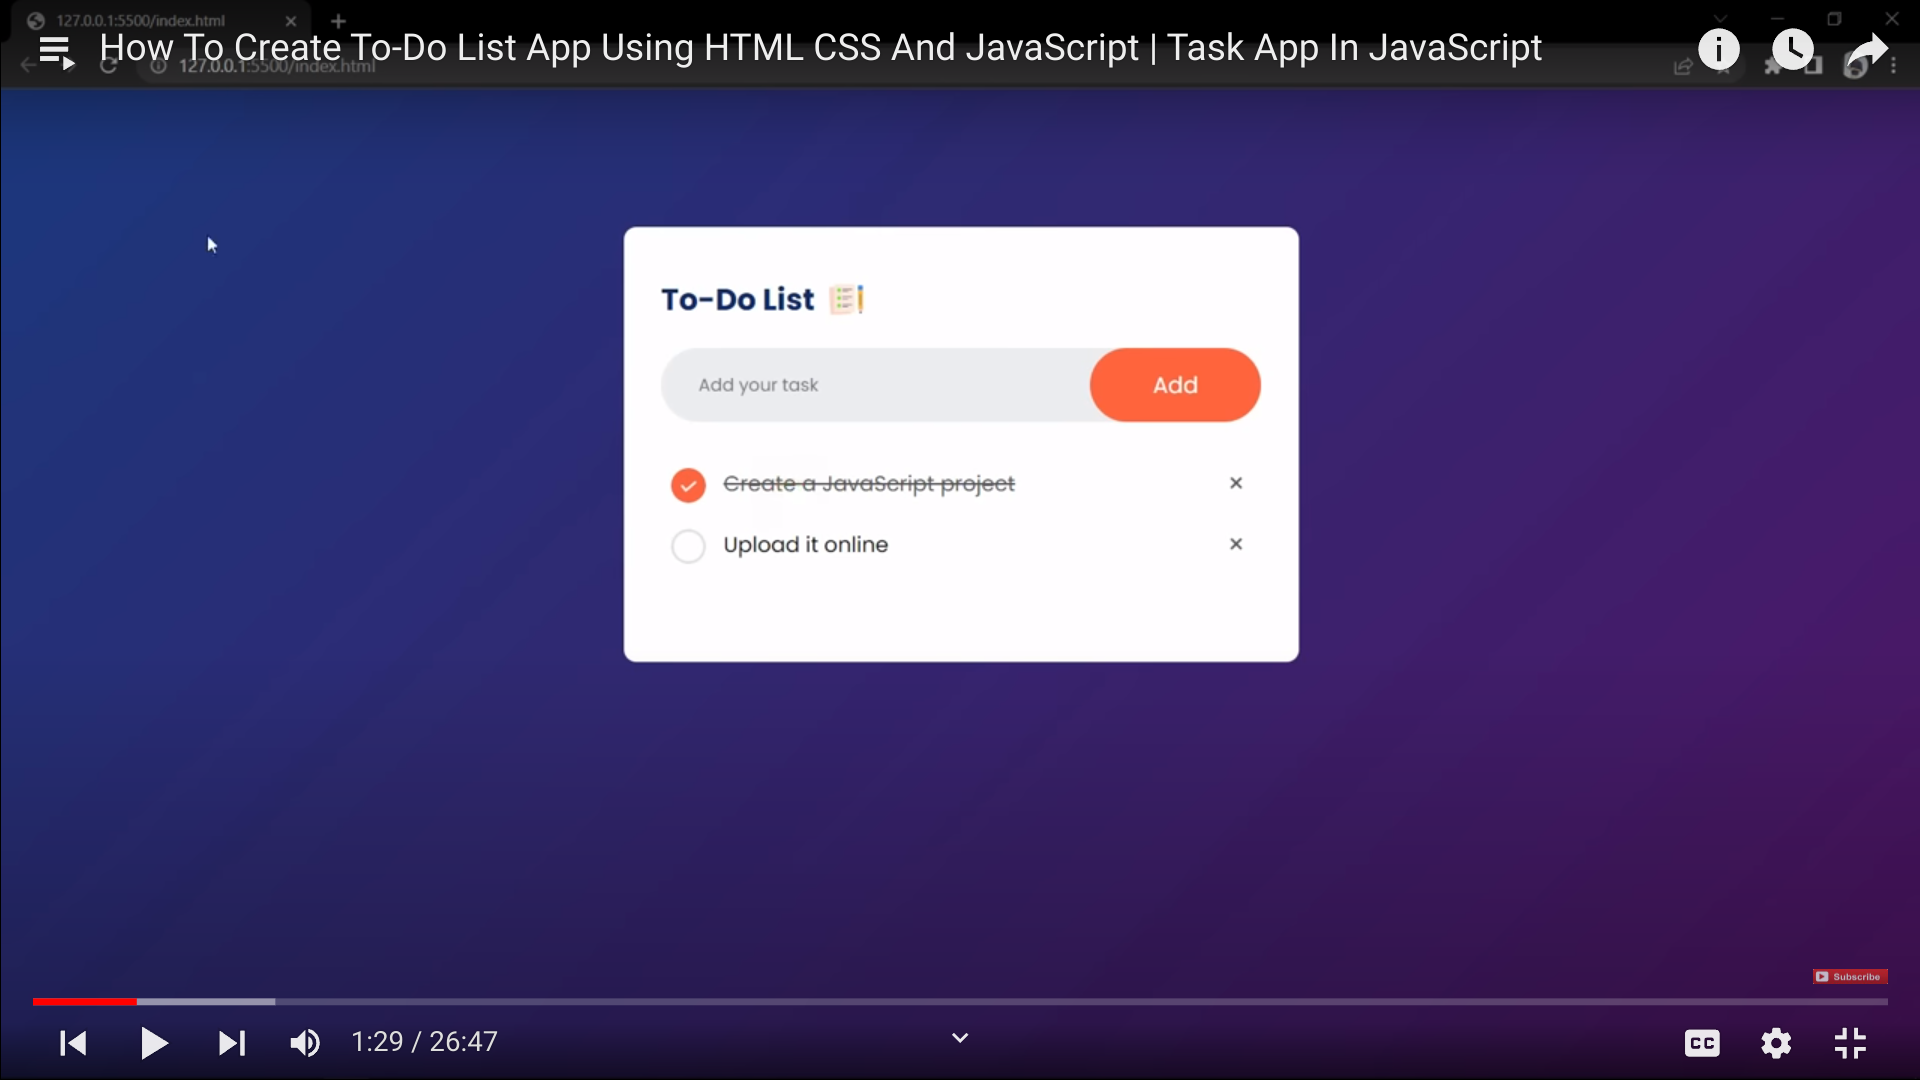 127.0.0.1:5500/index.html
How To Create To-Do List App Using HTML CSS And JavaScript | Task App In JavaScript
127.0.0.1:5500/index.html
To-Do List
Add your task
Add
Create a JavaScript project
Upload it online
Subscribe
1:29 / 26:47
CC